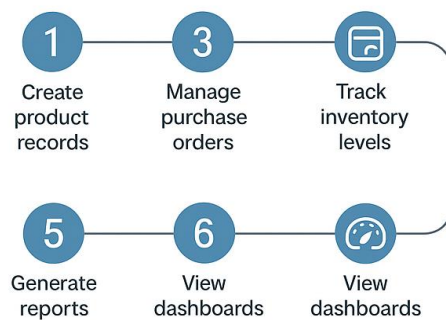 1
Create
product
records
3
Manage
purchase
orders
Track
inventory
levels
5
Generate
reports
6
View
dashboards
View
dashboards